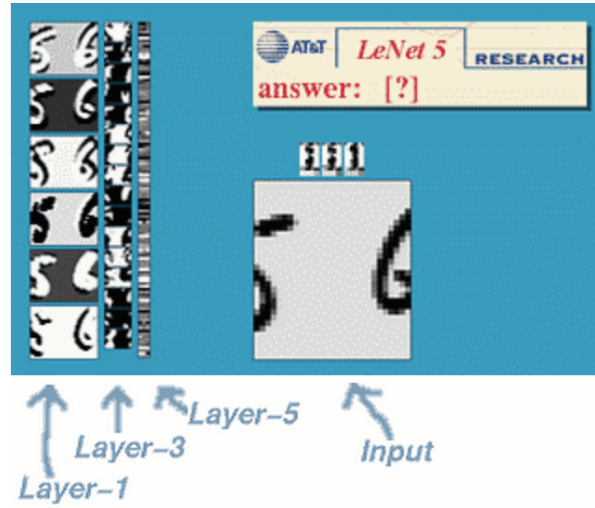 AT&T LeNet 5 RESEARCH
answer: [?]
Layer-5
Layer-3
Input
Layer-1